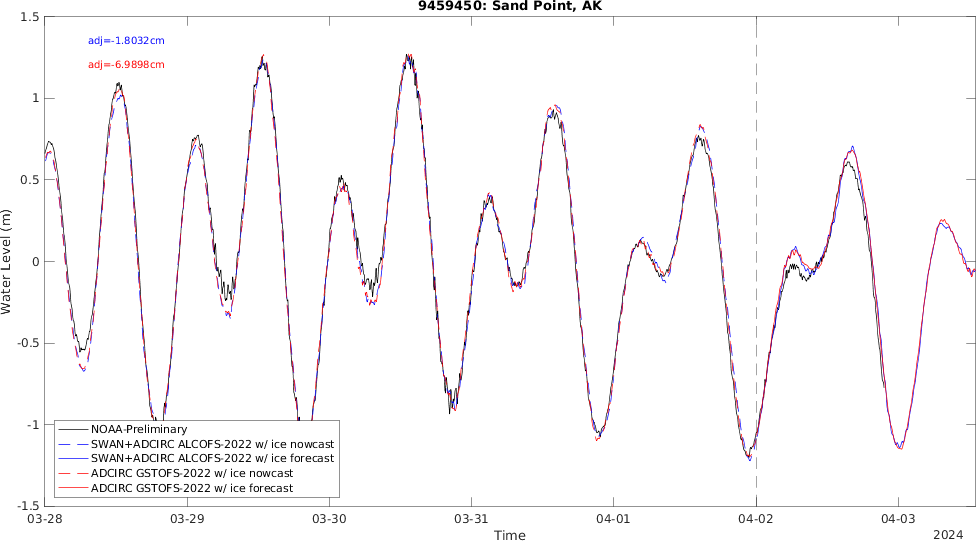 9459450: Sand Point, AK
adj=-1.8032cm
adj=-6.9898cm
1.5
1
0.5
0
-0.5
-1
-1.5
Water Level (m)
NOAA-Preliminary
SWAN+ADCIRC ALCOFS-2022 w/ ice nowcast
SWAN+ADCIRC ALCOFS-2022 w/ ice forecast
ADCIRC GSTOFS-2022 w/ ice nowcast
ADCIRC GSTOFS-2022 w/ ice forecast
03-28 03-29 03-30 03-31 04-01 04-02 04-03
Time
2024